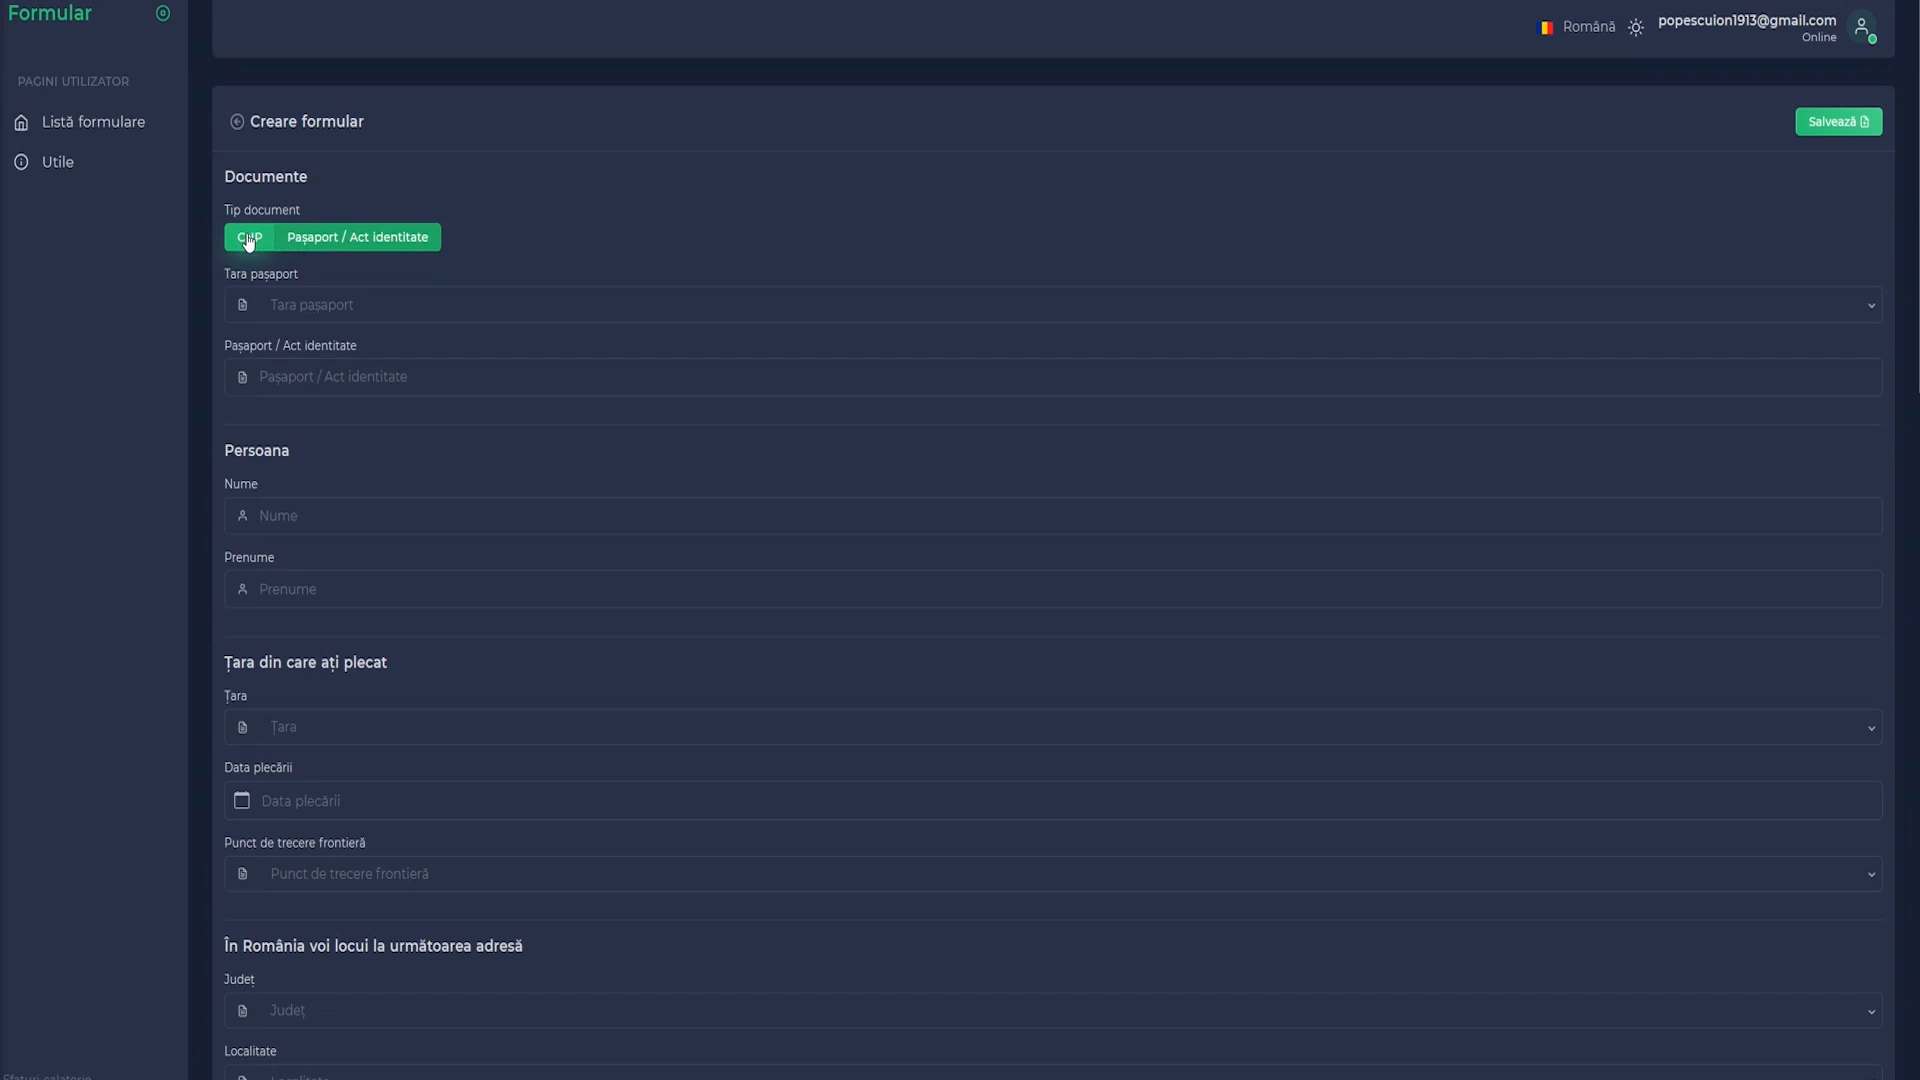 Formular
PAGINI UTILIZATOR
Listă formulare
Utile
Română
popescuion1913@gmail.com
Online
Creare formular
Salvează
Documente
Tip document
Pașaport / Act identitate
Tara pașaport
Tara pașaport
Pașaport / Act identitate
Pașaport / Act identitate
Persoana
Nume
Nume
Prenume
Prenume
Țara din care ați plecat
Țara
Țara
Data plecării
Data plecării
Punct de trecere frontieră
Punct de trecere frontieră
În România voi locui la următoarea adresă
Județ
Județ
Localitate